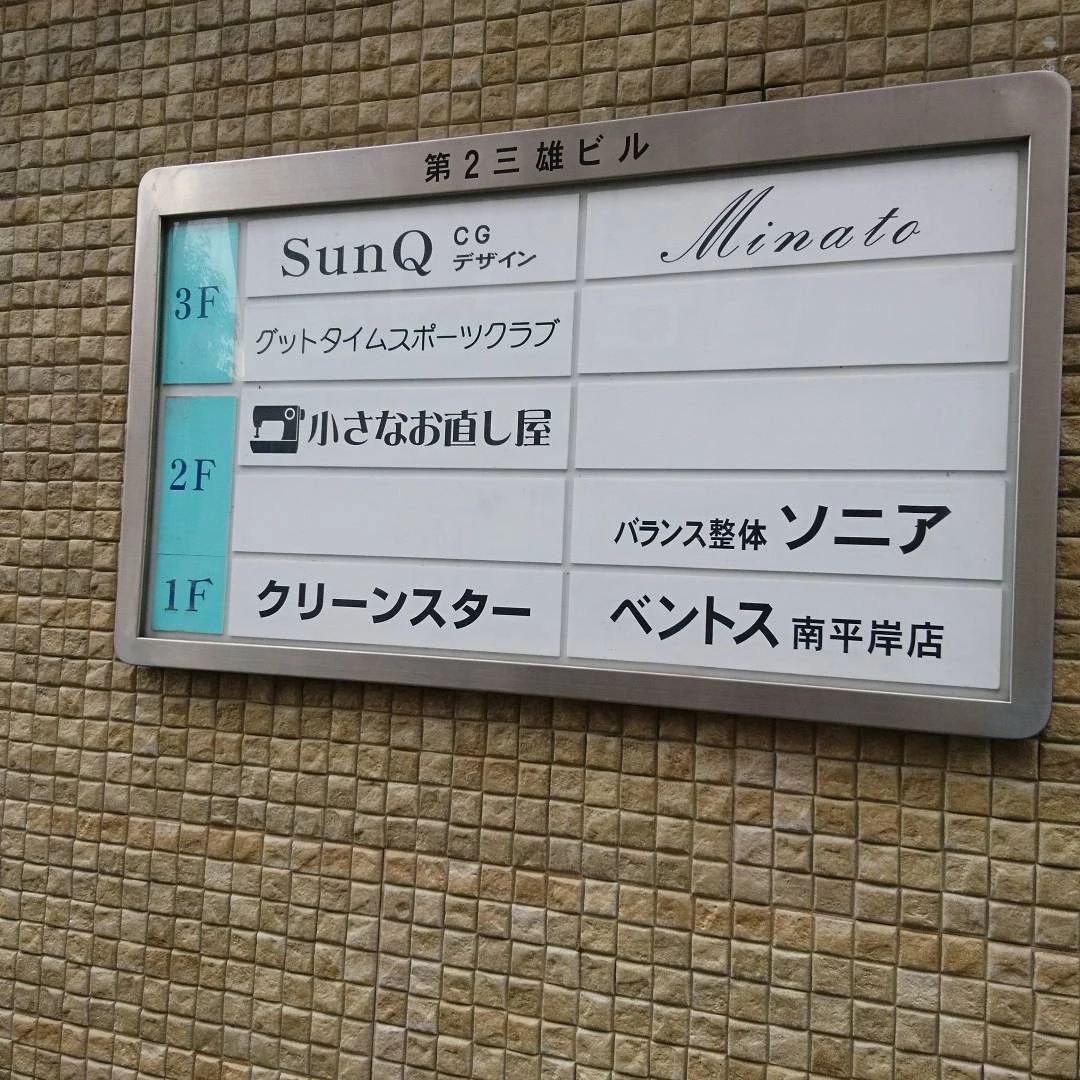 第2三雄ビル
3F
SunQ CG デザイン
Minato
グットタイムスポーツクラブ
2F
小さなお直し屋
バランス整体 ソニア
1F
クリーンスター
ベントス 南平岸店